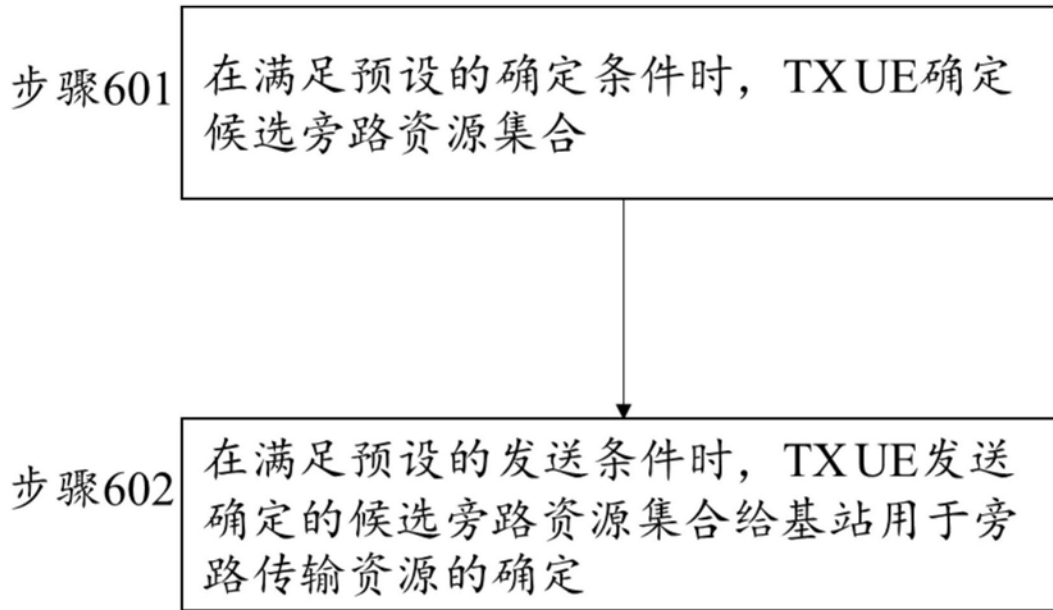 步骤601
在满足预设的确定条件时，TX UE确定
候选旁路资源集合
步骤602
在满足预设的发送条件时，TX UE发送
确定的候选旁路资源集合给基站用于旁
路传输资源的确定